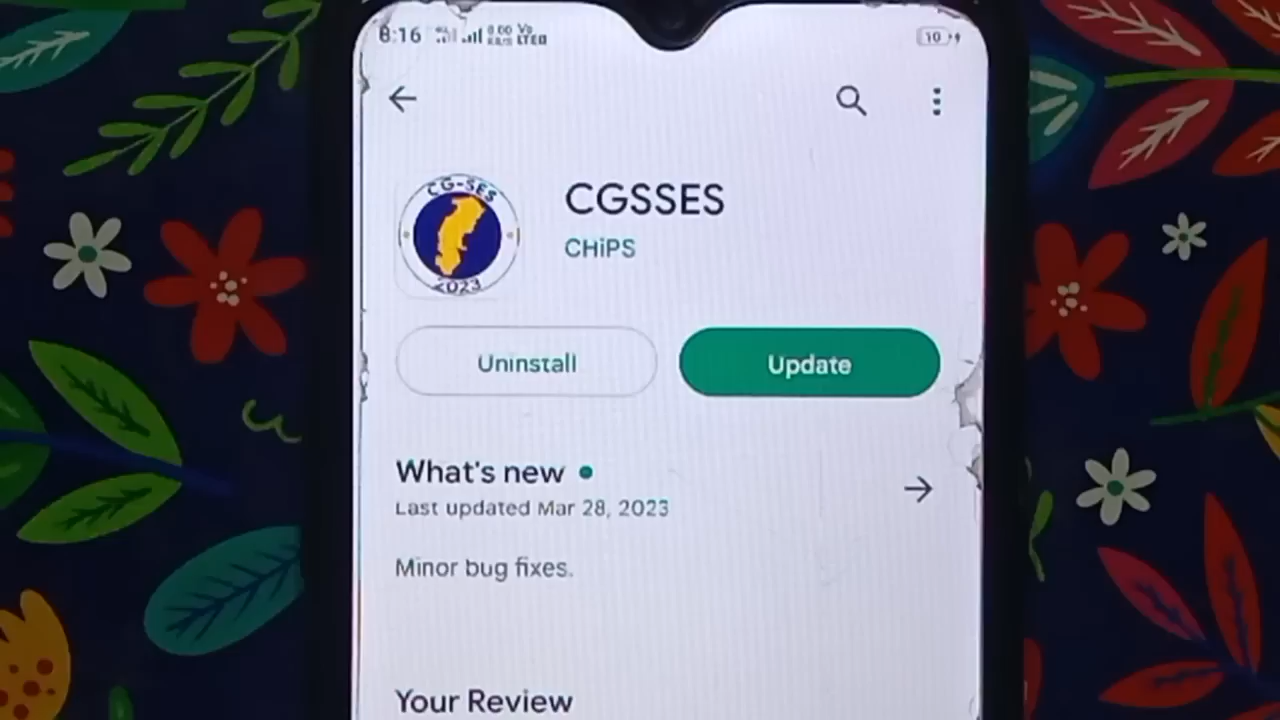 8:16
10
CG-SES
2023
CGSSES
CHiPS
Uninstall
Update
What's new
Last updated Mar 28, 2023
Minor bug fixes.
Your Review